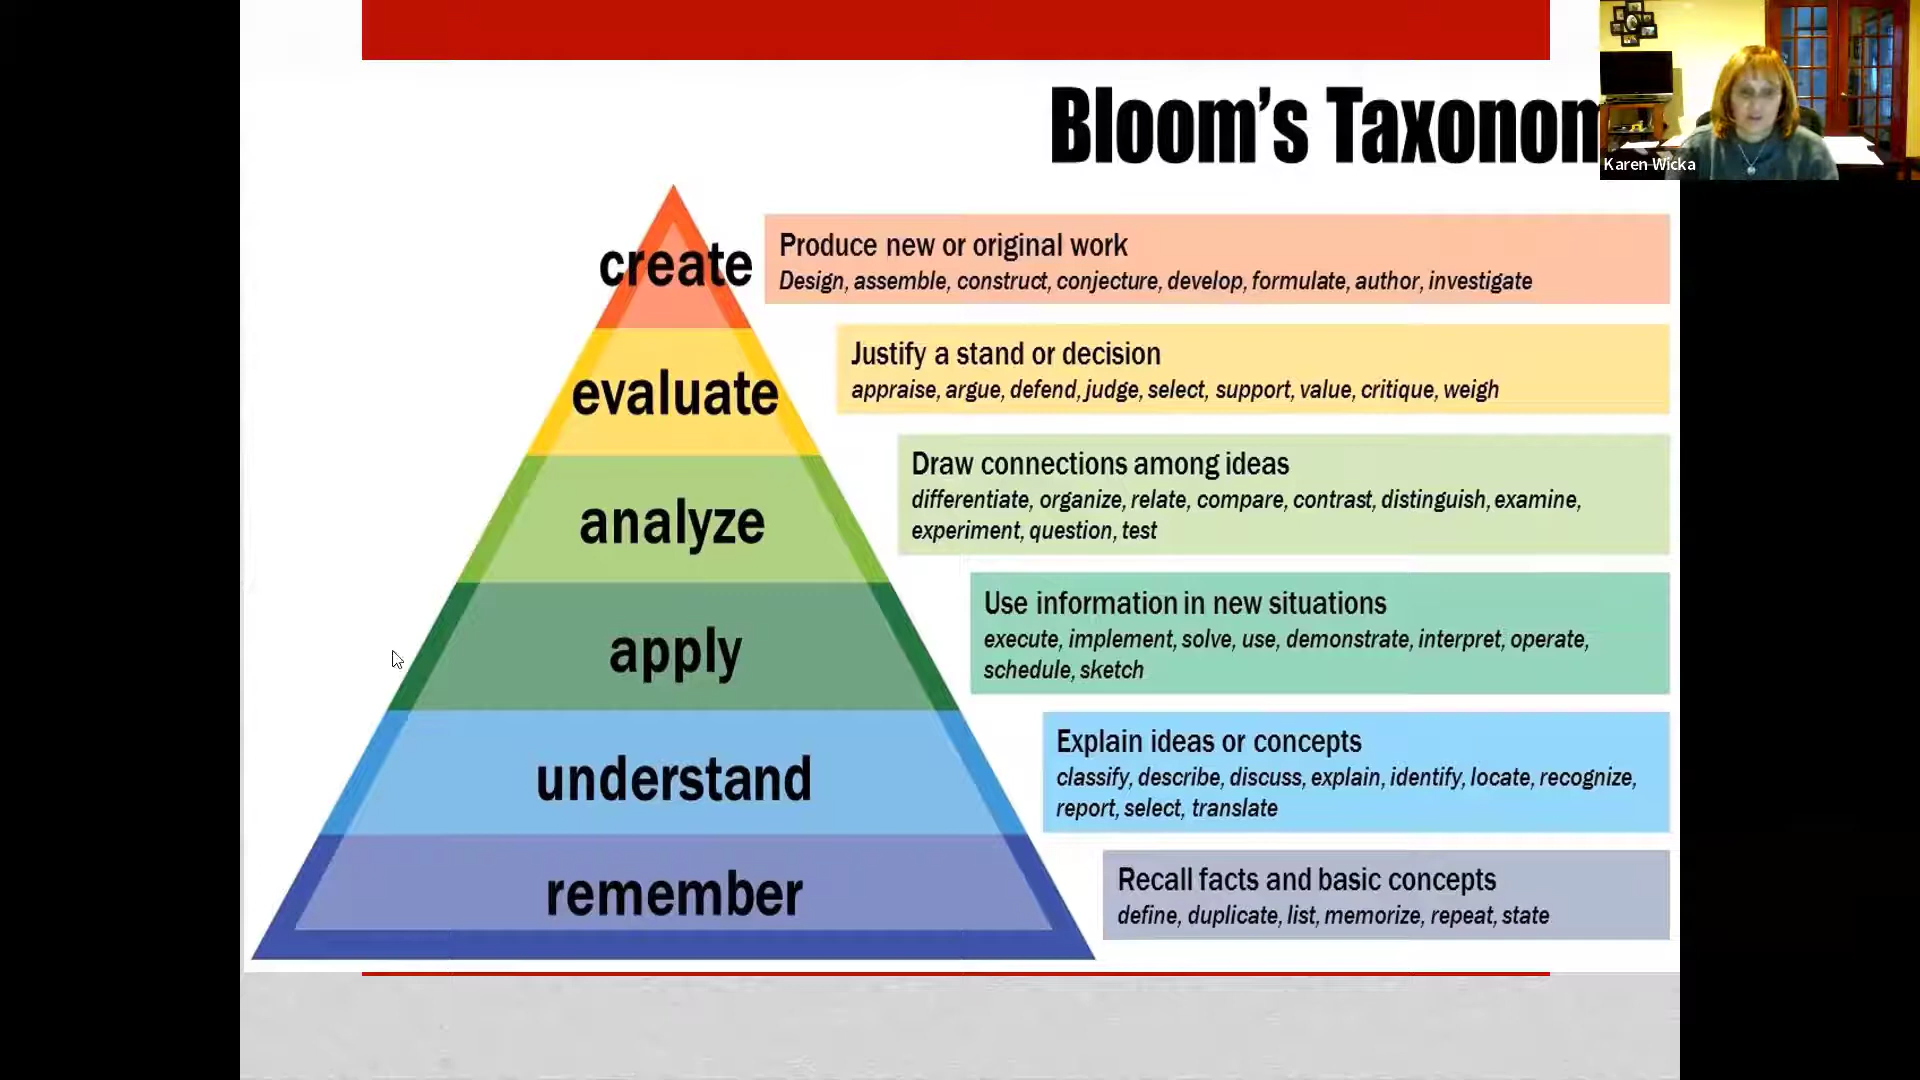 Bloom's Taxonom
Karen Wicka
create
Produce new or original work
Design, assemble, construct, conjecture, develop, formulate, author, investigate
evaluate
Justify a stand or decision
appraise, argue, defend, judge, select, support, value, critique, weigh
analyze
Draw connections among ideas
differentiate, organize, relate, compare, contrast, distinguish, examine,
experiment, question, test
apply
Use information in new situations
execute, implement, solve, use, demonstrate, interpret, operate,
schedule, sketch
understand
Explain ideas or concepts
classify, describe, discuss, explain, identify, locate, recognize,
report, select, translate
remember
Recall facts and basic concepts
define, duplicate, list, memorize, repeat, state